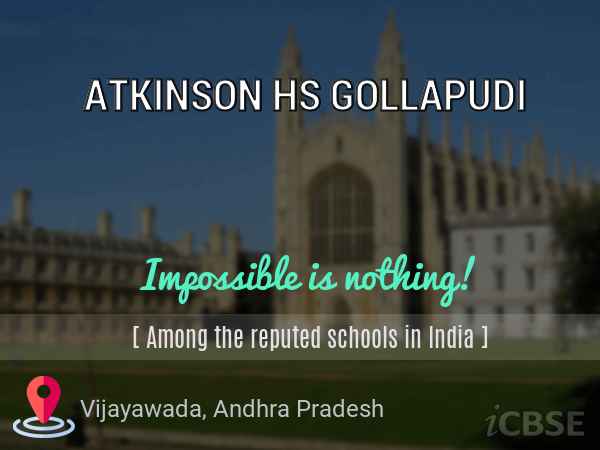 ATKINSON HS GOLLAPUDI
Impossible is nothing!
[ Among the reputed schools in India ]
Vijayawada, Andhra Pradesh
iCBSE